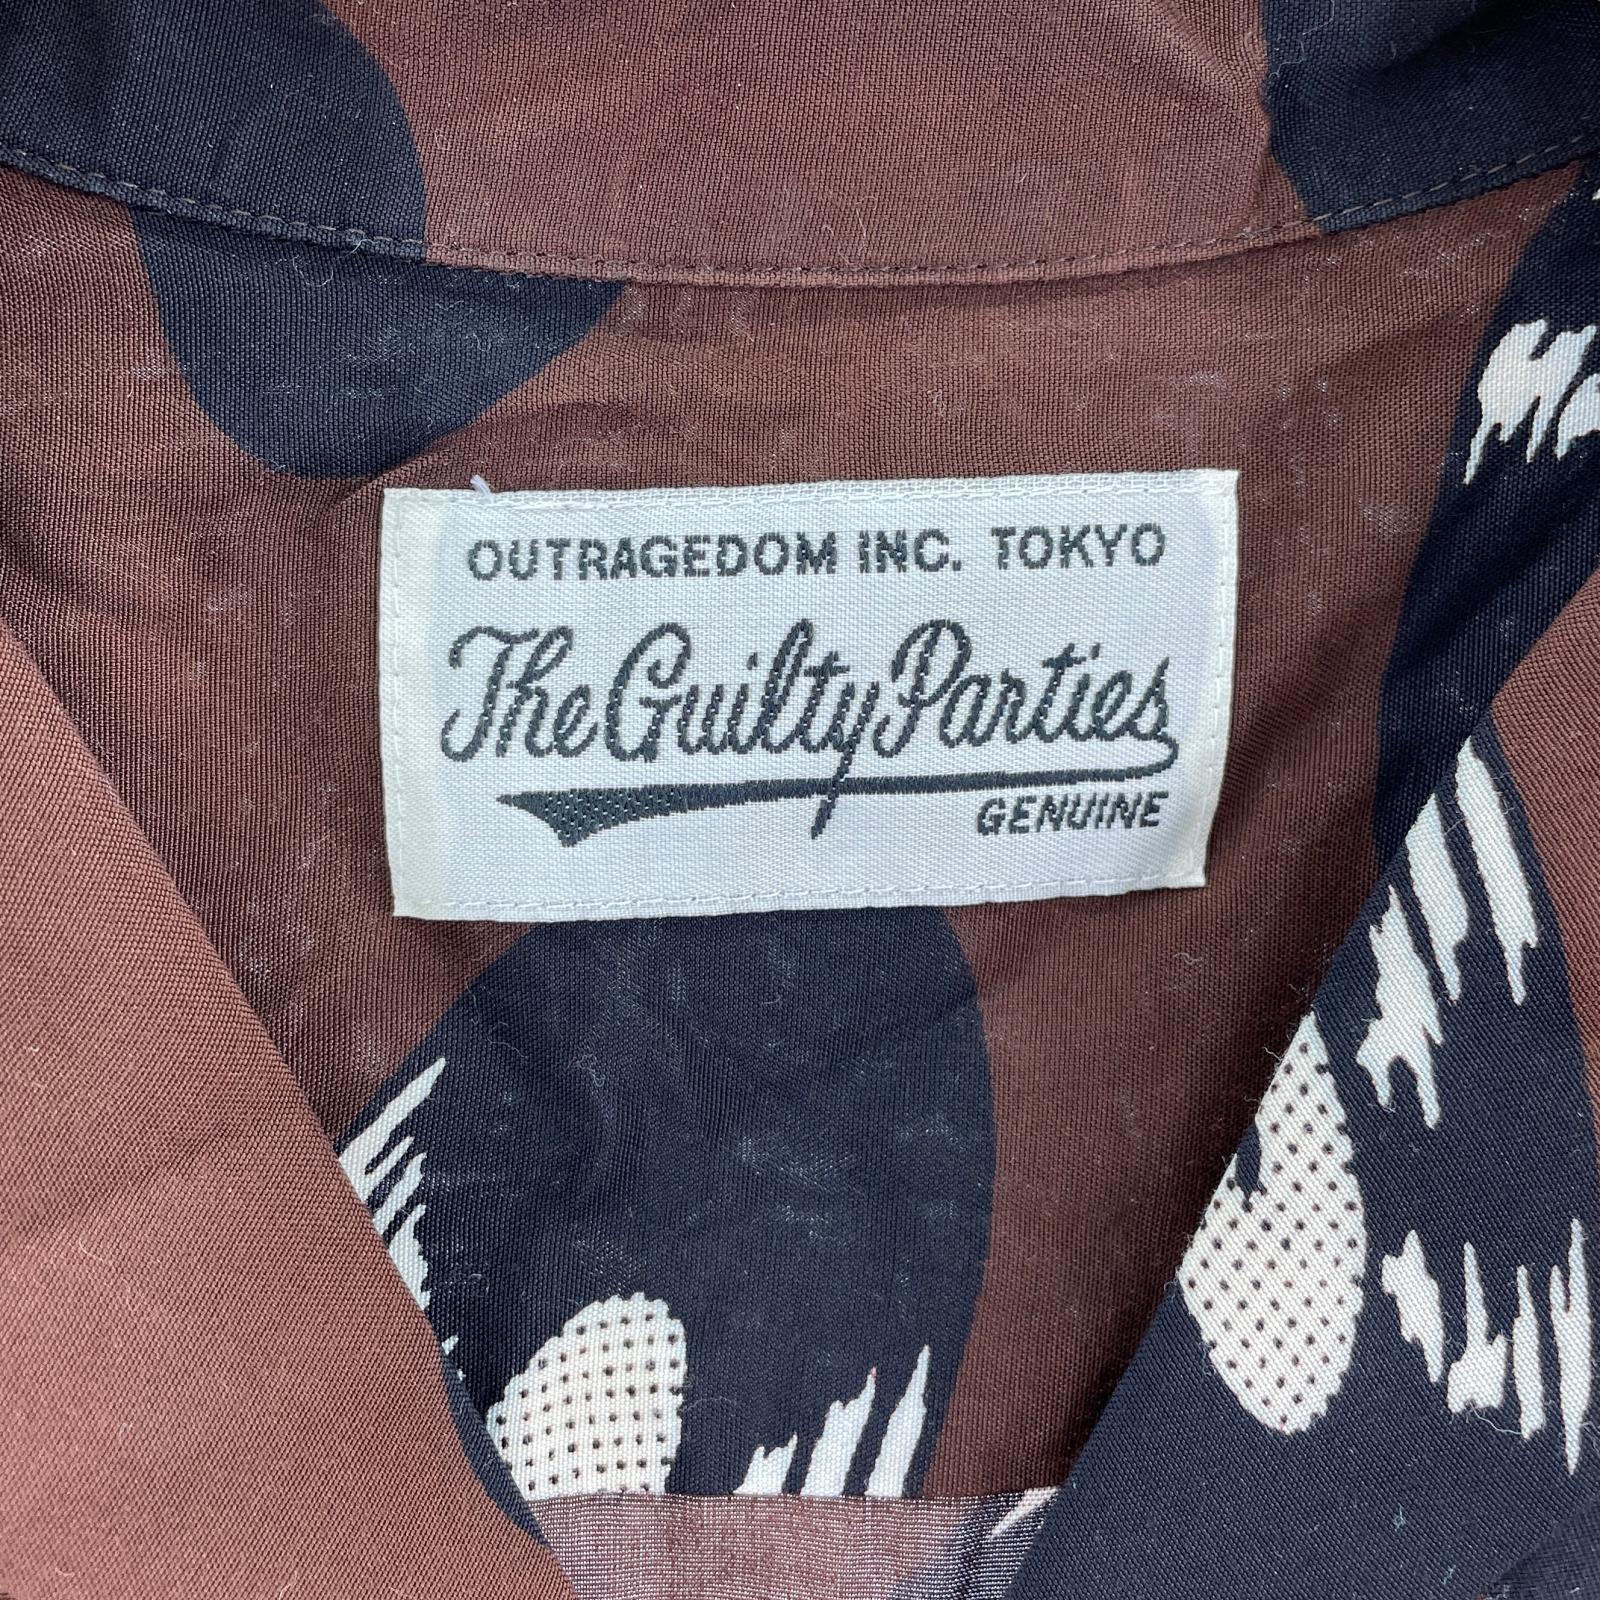 OUTRAGEDOM INC. TOKYO
The Guilty Parties
GENUINE